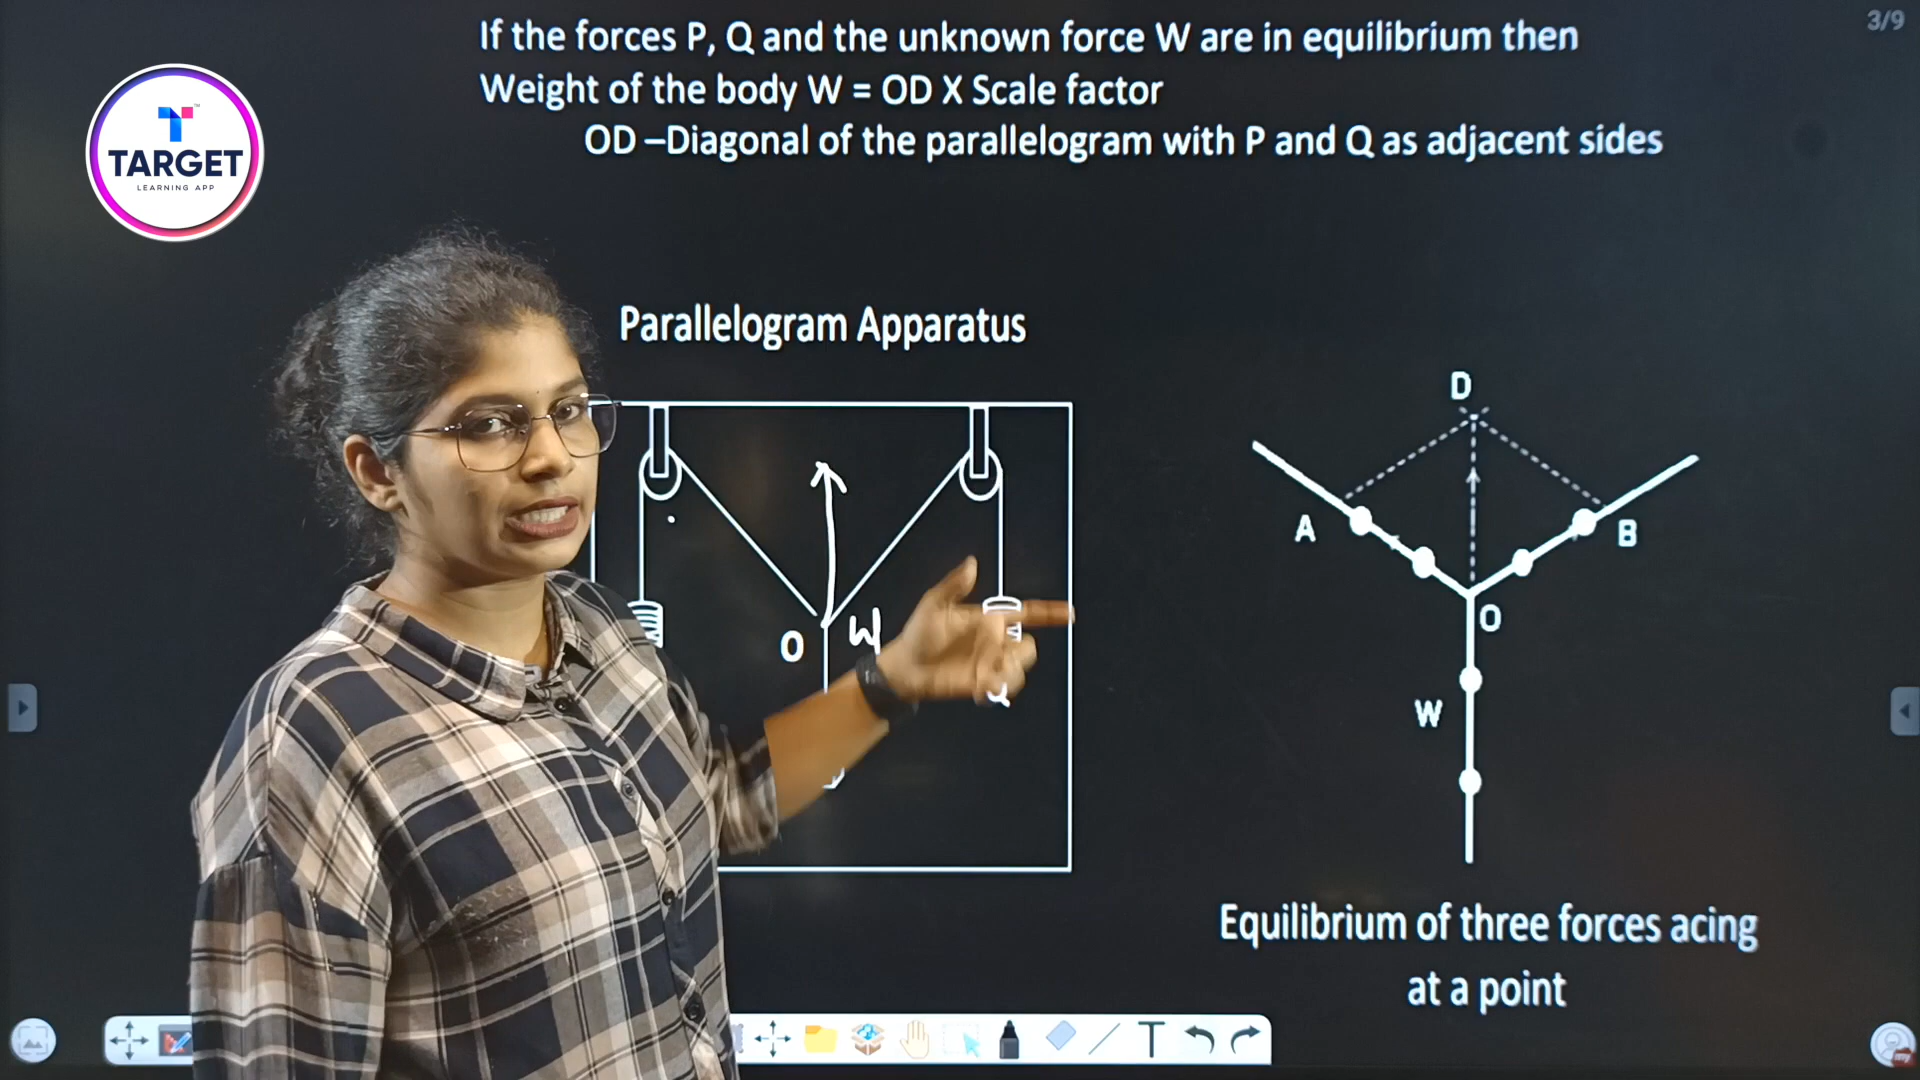 If the forces P, Q and the unknown force W are in equilibrium then
3/9
Weight of the body W = OD X Scale factor
OD –Diagonal of the parallelogram with P and Q as adjacent sides
T
TM
TARGET
LEARNING APP
Parallelogram Apparatus
D
A
B
O
O
W
W
Equilibrium of three forces acing
at a point
T
my